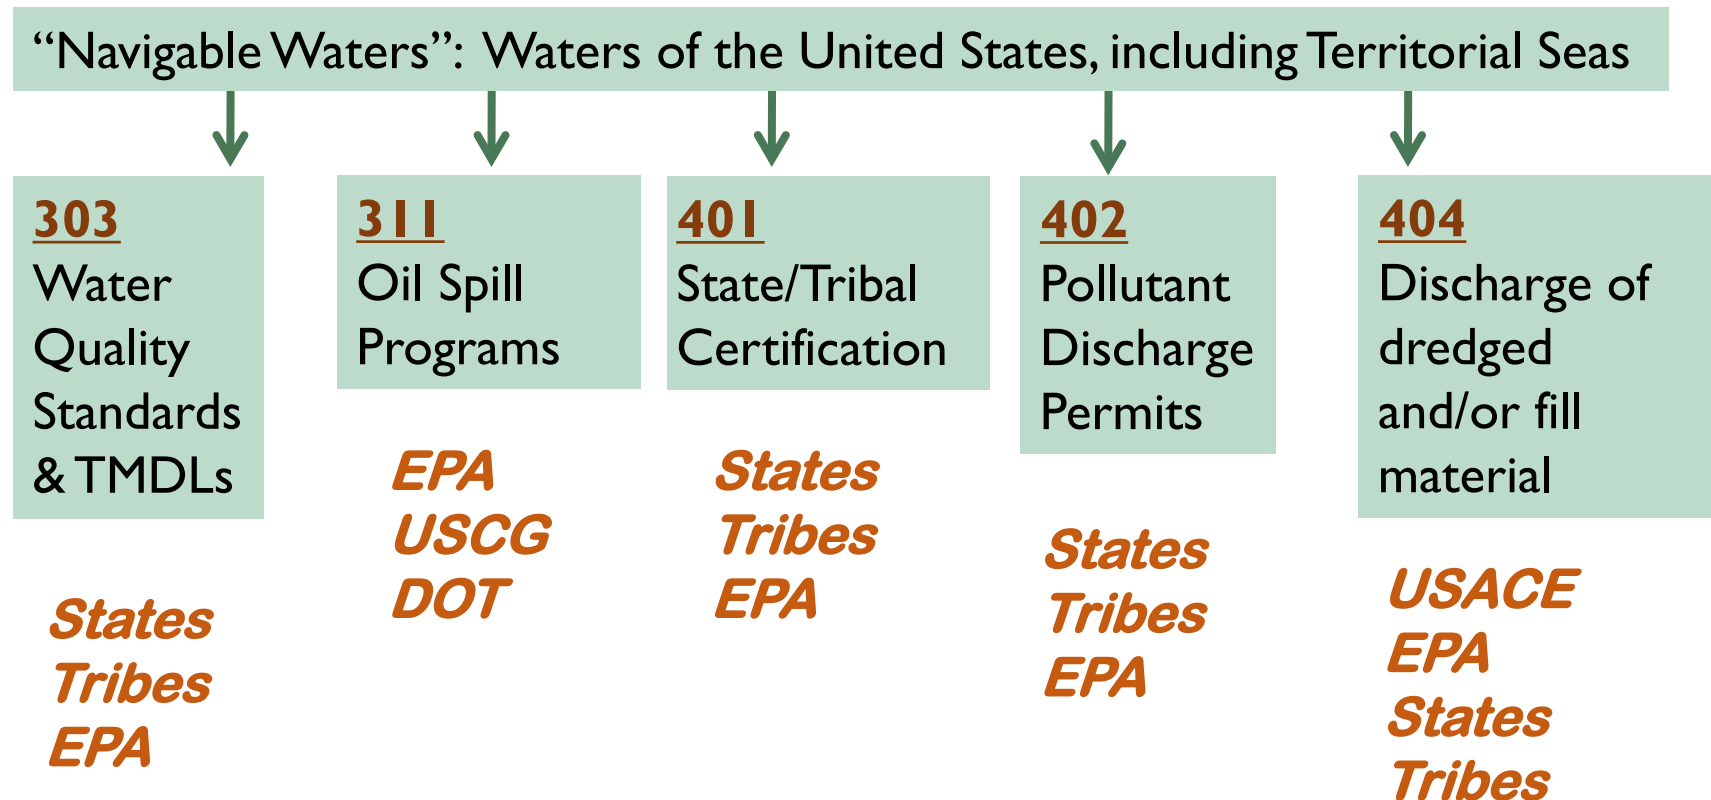 “Navigable Waters”: Waters of the United States, including Territorial Seas
303
Water
Quality
Standards
& TMDLs
States
Tribes
EPA
311
Oil Spill
Programs
EPA
USCG
DOT
401
State/Tribal
Certification
States
Tribes
EPA
402
Pollutant
Discharge
Permits
States
Tribes
EPA
404
Discharge of
dredged
and/or fill
material
USACE
EPA
States
Tribes